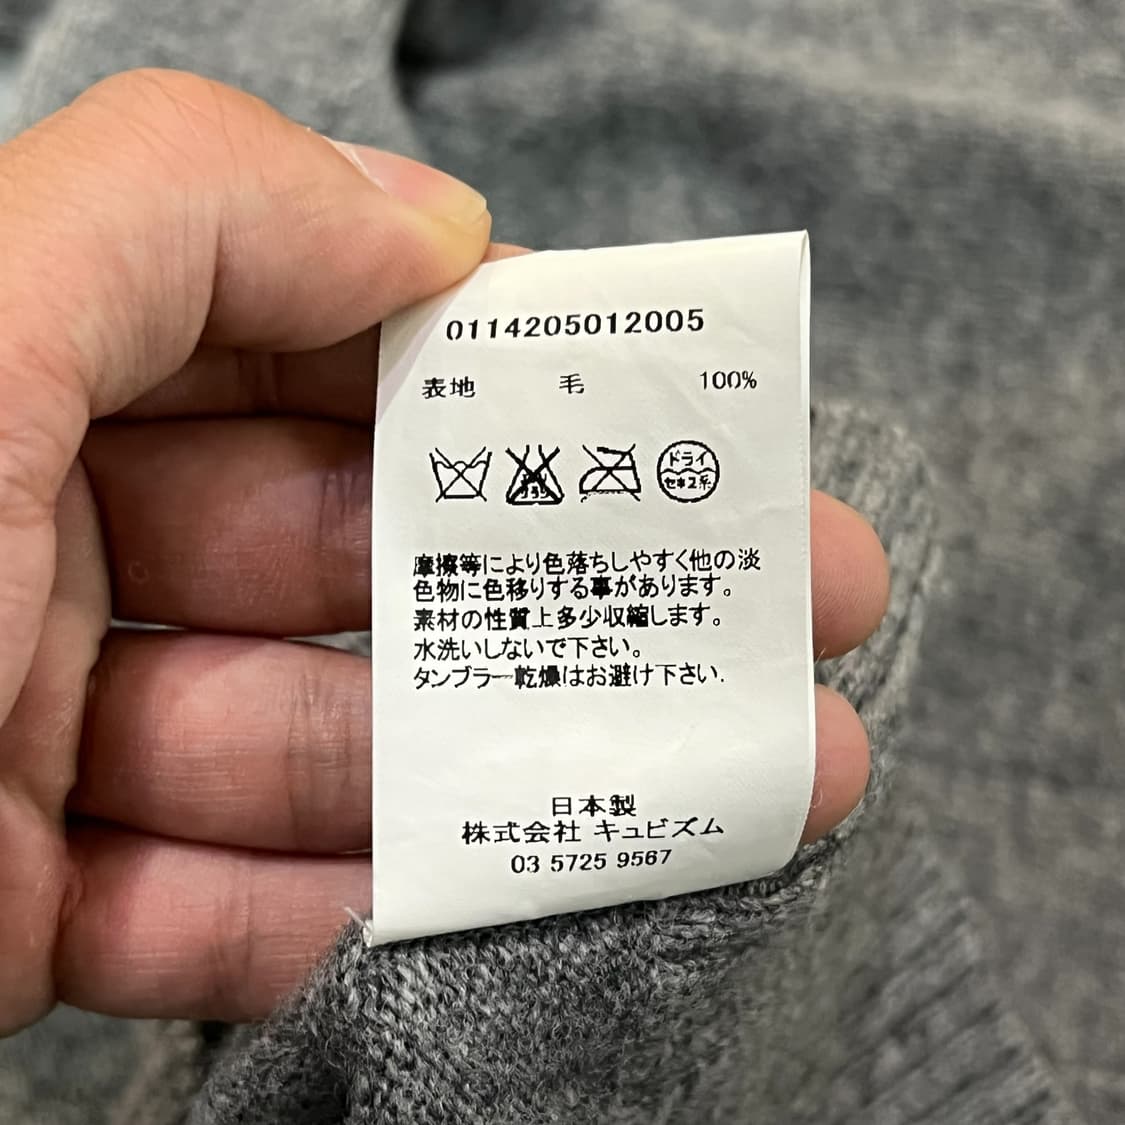 0114205012005
表地 毛 100%
ドライ
セキユ系
摩擦等により色落ちしやすく他の淡
色物に色移りする事があります。
素材の性質上多少収縮します。
水洗いしないで下さい。
タンブラー乾燥はお避け下さい.
日本製
株式会社 キュビズム
03 5725 9567